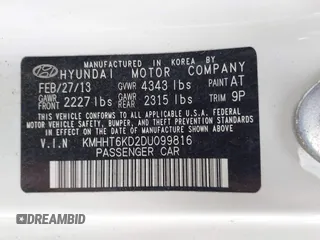 MANUFACTURED IN KOREA BY
HYUNDAI MOTOR COMPANY
FEB/27/13 GVWR 4343 lbs PAINT AT
GAWR FRONT 2227 lbs GAWR REAR 2315 lbs TRIM 9P
THIS VEHICLE CONFORMS TO ALL APPLICABLE
FEDERAL MOTOR VEHICLE SAFETY, BUMPER,
AND THEFT PREVENTION STANDARDS IN EFFECT ON
THE DATE OF MANUFACTURE SHOWN ABOVE.
V.I.N KMHHT6KD2DU099816
PASSENGER CAR
DREAMBID